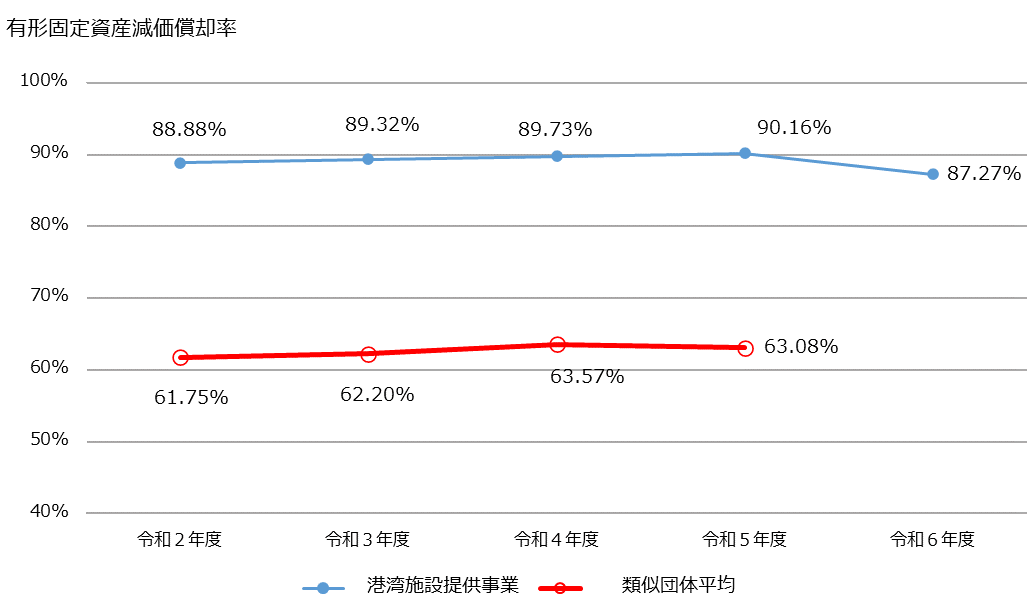 有形固定資産減価償却率
100%
90%
80%
70%
60%
50%
40%
88.88%
89.32%
89.73%
90.16%
87.27%
61.75%
62.20%
63.57%
63.08%
令和２年度
令和３年度
令和４年度
令和５年度
令和６年度
港湾施設提供事業
類似団体平均